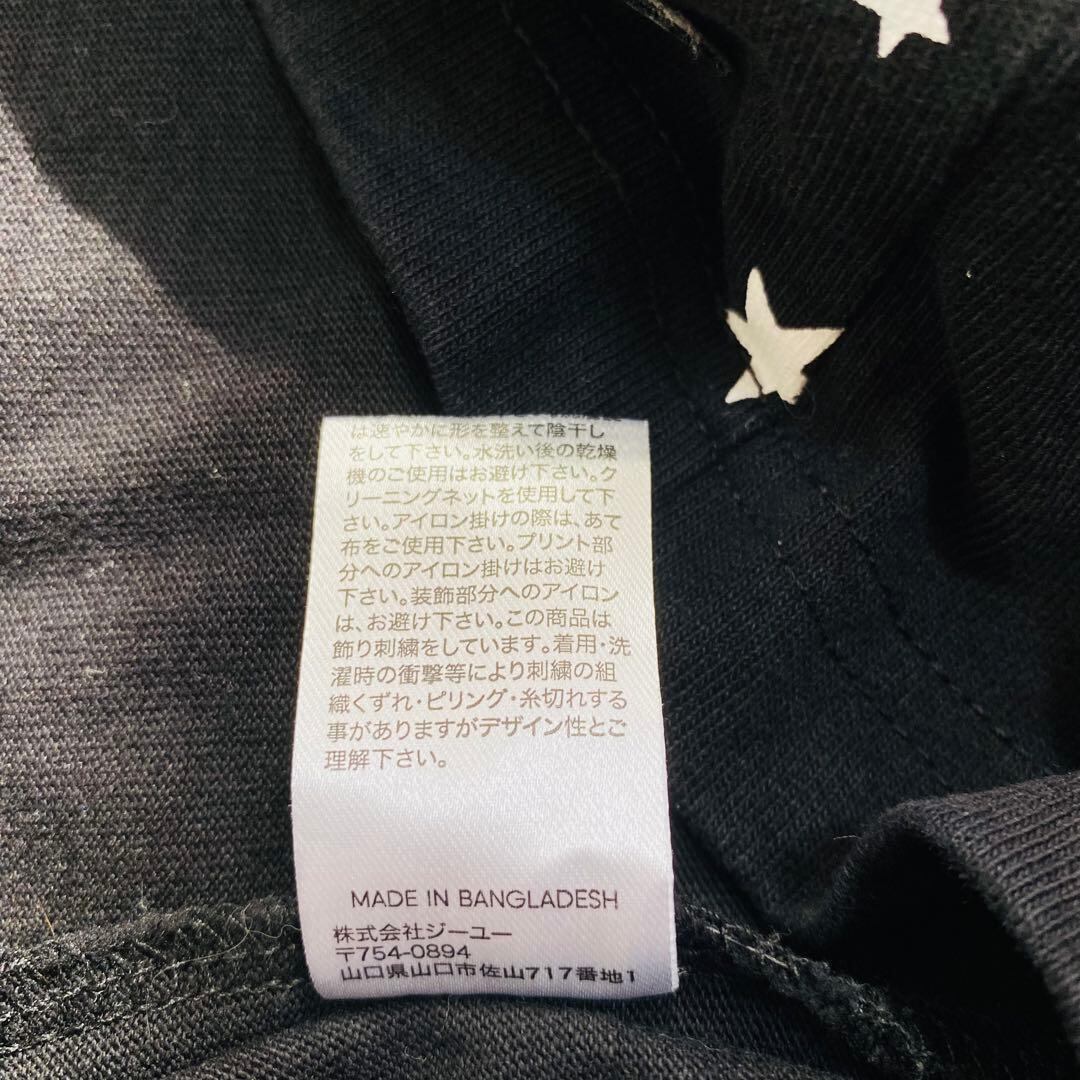 は速やかに形を整えて陰干し
をして下さい。水洗い後の乾燥
機のご使用はお避け下さい。ク
リーニングネットを使用して下
さい。アイロン掛けの際は、あて
布をご使用下さい。プリント部
分へのアイロン掛けはお避け
下さい。装飾部分へのアイロン
は、お避け下さい。この商品は
飾り刺繍をしています。着用・洗
濯時の衝撃等により刺繍の組
織くずれ・ピリング・糸切れする
事がありますがデザイン性とご
理解下さい。
MADE IN BANGLADESH
株式会社ジーユー
〒754-0894
山口県山口市佐山717番地1